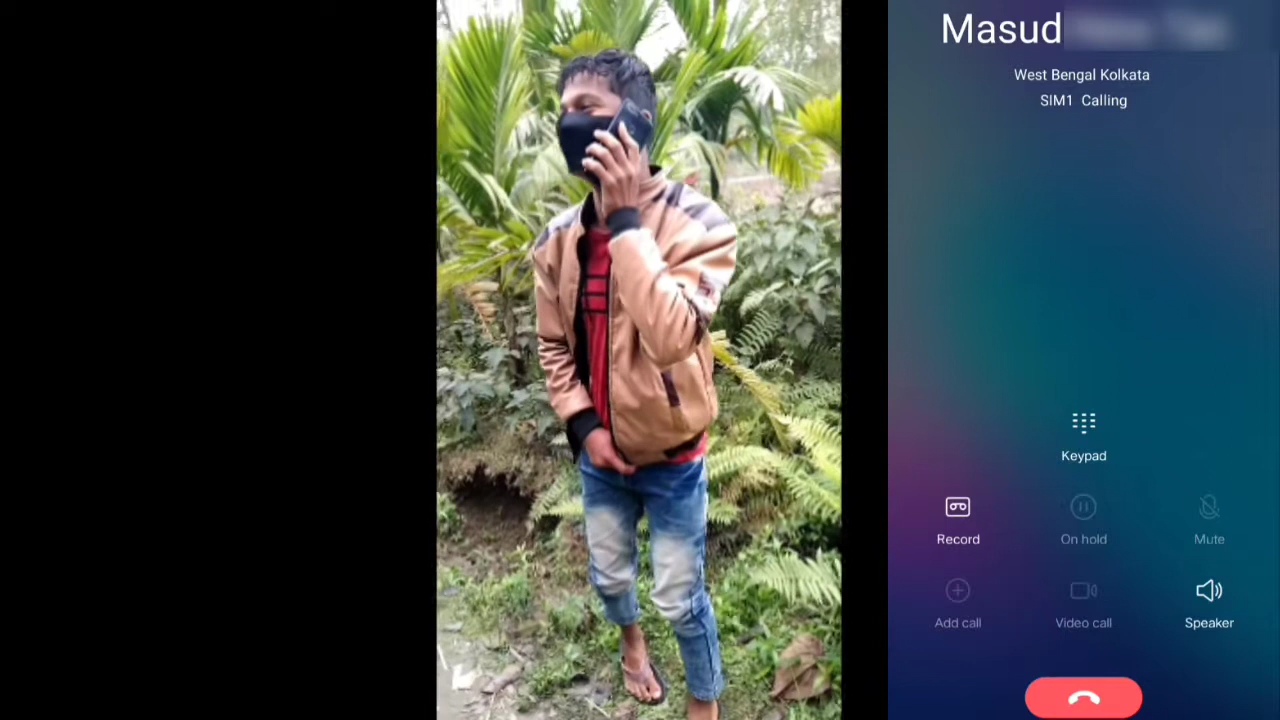 Masud
West Bengal Kolkata
SIM1 Calling
Keypad
Record
On hold
Mute
Add call
Video call
Speaker